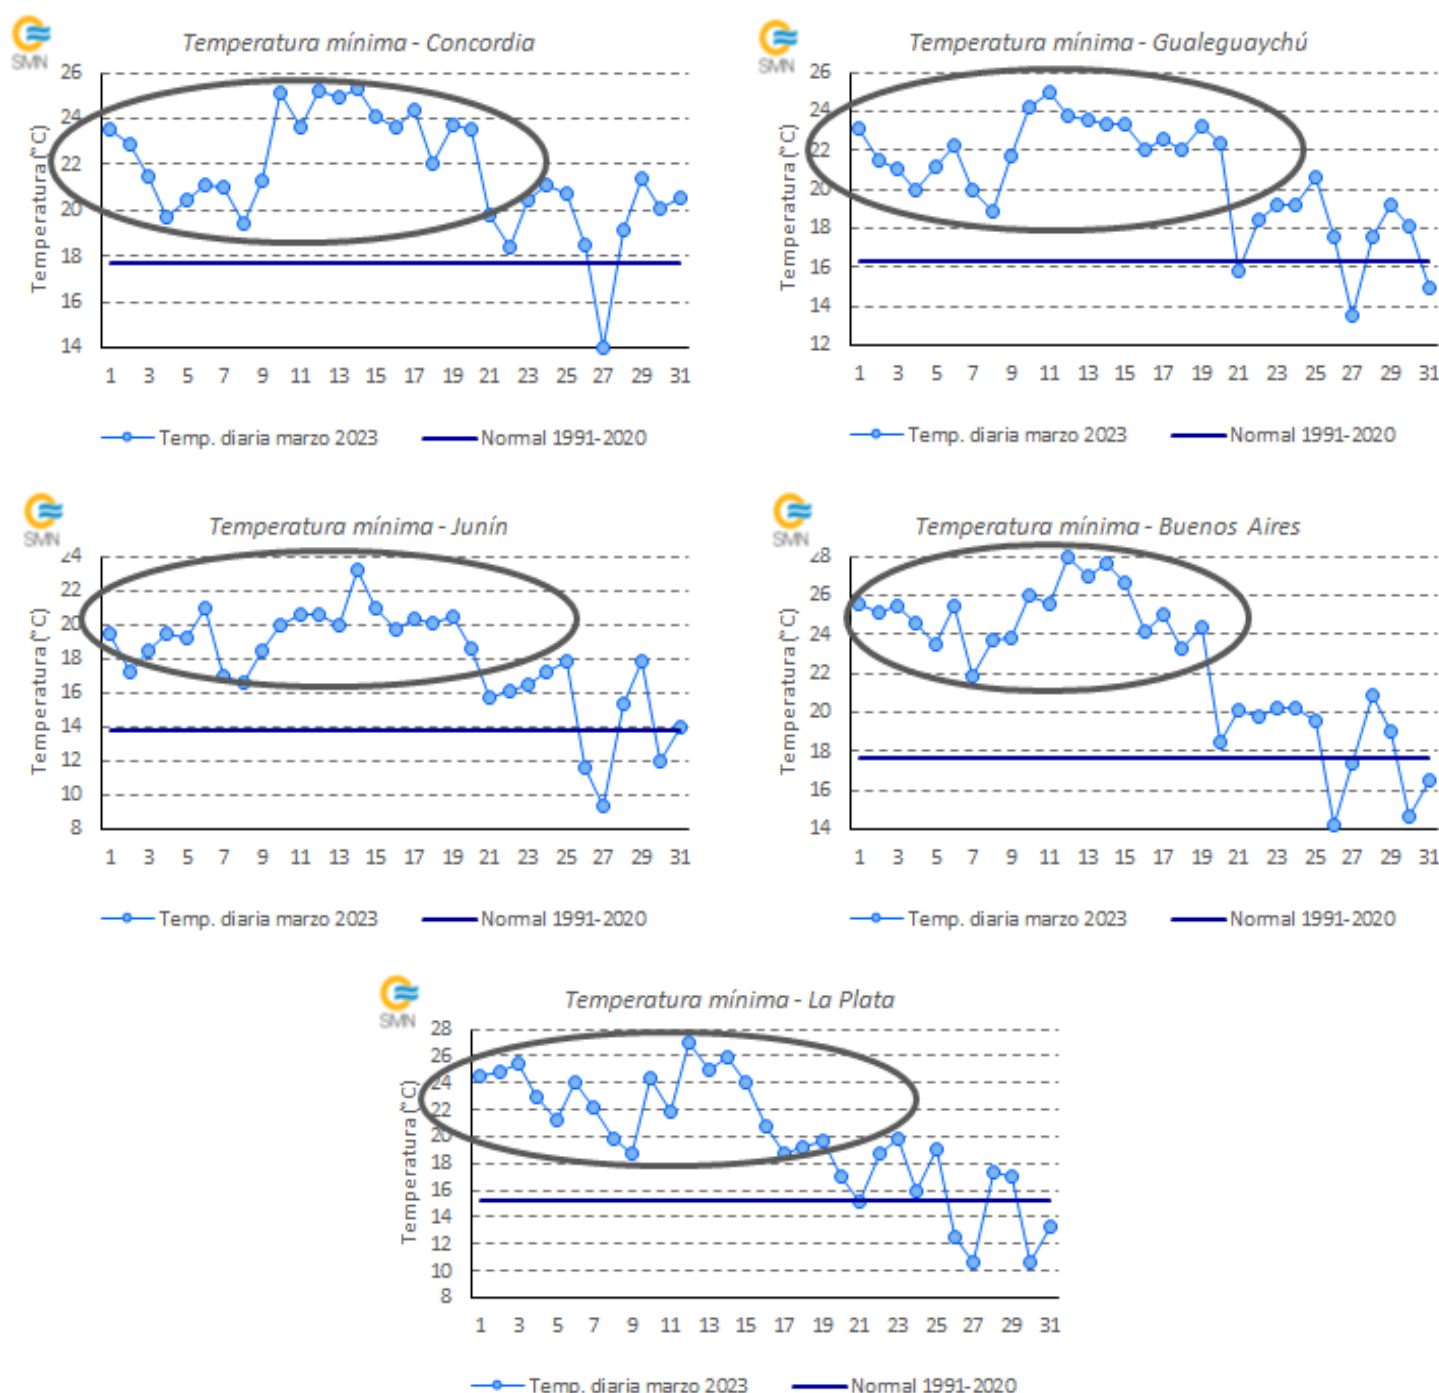 SMN
Temperatura mínima - Concordia
Temperatura (°C)
26
24
22
20
18
16
14
1 3 5 7 9 11 13 15 17 19 21 23 25 27 29 31
Temp. diaria marzo 2023 Normal 1991-2020
SMN
Temperatura mínima - Gualeguaychú
Temperatura (°C)
26
24
22
20
18
16
14
12
1 3 5 7 9 11 13 15 17 19 21 23 25 27 29 31
Temp. diaria marzo 2023 Normal 1991-2020
SMN
Temperatura mínima - Junín
Temperatura (°C)
24
22
20
18
16
14
12
10
8
1 3 5 7 9 11 13 15 17 19 21 23 25 27 29 31
Temp. diaria marzo 2023 Normal 1991-2020
SMN
Temperatura mínima - Buenos Aires
Temperatura (°C)
28
26
24
22
20
18
16
14
1 3 5 7 9 11 13 15 17 19 21 23 25 27 29 31
Temp. diaria marzo 2023 Normal 1991-2020
SMN
Temperatura mínima - La Plata
Temperatura (°C)
28
26
24
22
20
18
16
14
12
10
8
1 3 5 7 9 11 13 15 17 19 21 23 25 27 29 31
Temp. diaria marzo 2023 Normal 1991-2020